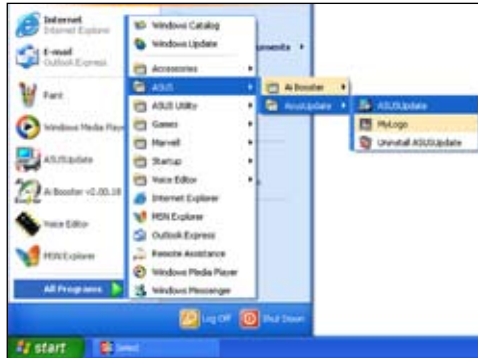 Internet
Internet Explorer
E-mail
Outlook Express
Paint
Windows Media Player
ASUSUpdate
Ai Booster v2.00.18
Voice Editor
MSN Explorer
All Programs
Windows Catalog
Windows Update
Accessories
ASUS
ASUS Utility
Games
Marvell
Startup
Voice Editor
Internet Explorer
MSN Explorer
Outlook Express
Remote Assistance
Windows Media Player
Windows Messenger
Ai Booster
AsusUpdate
ASUSUpdate
MyLogo
Uninstall ASUSUpdate
Log Off
Shut Down
start